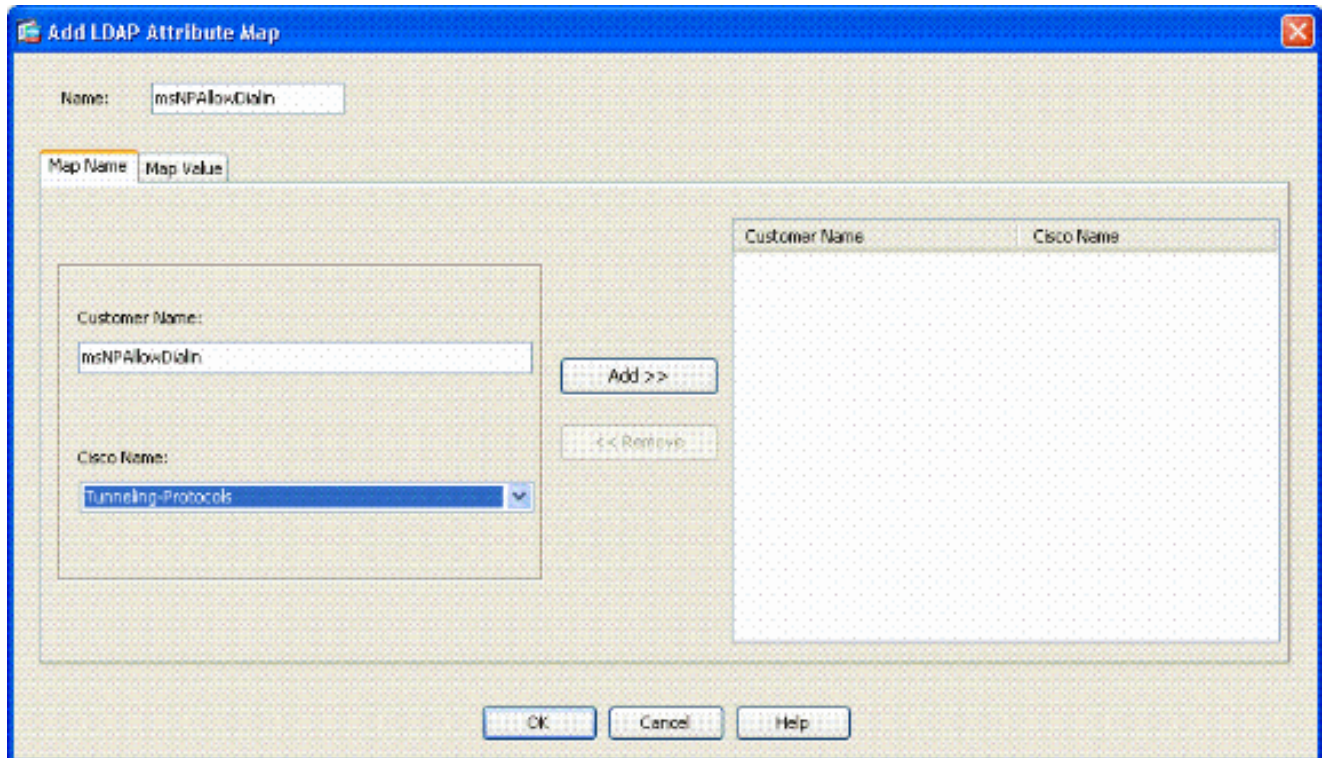 Add LDAP Attribute Map
Name: msNPAllowDialin
Map Name Map Value
Customer Name Cisco Name
Customer Name:
msNPAllowDialin
Add >>
<< Remove
Cisco Name:
Tunneling-Protocols
OK Cancel Help